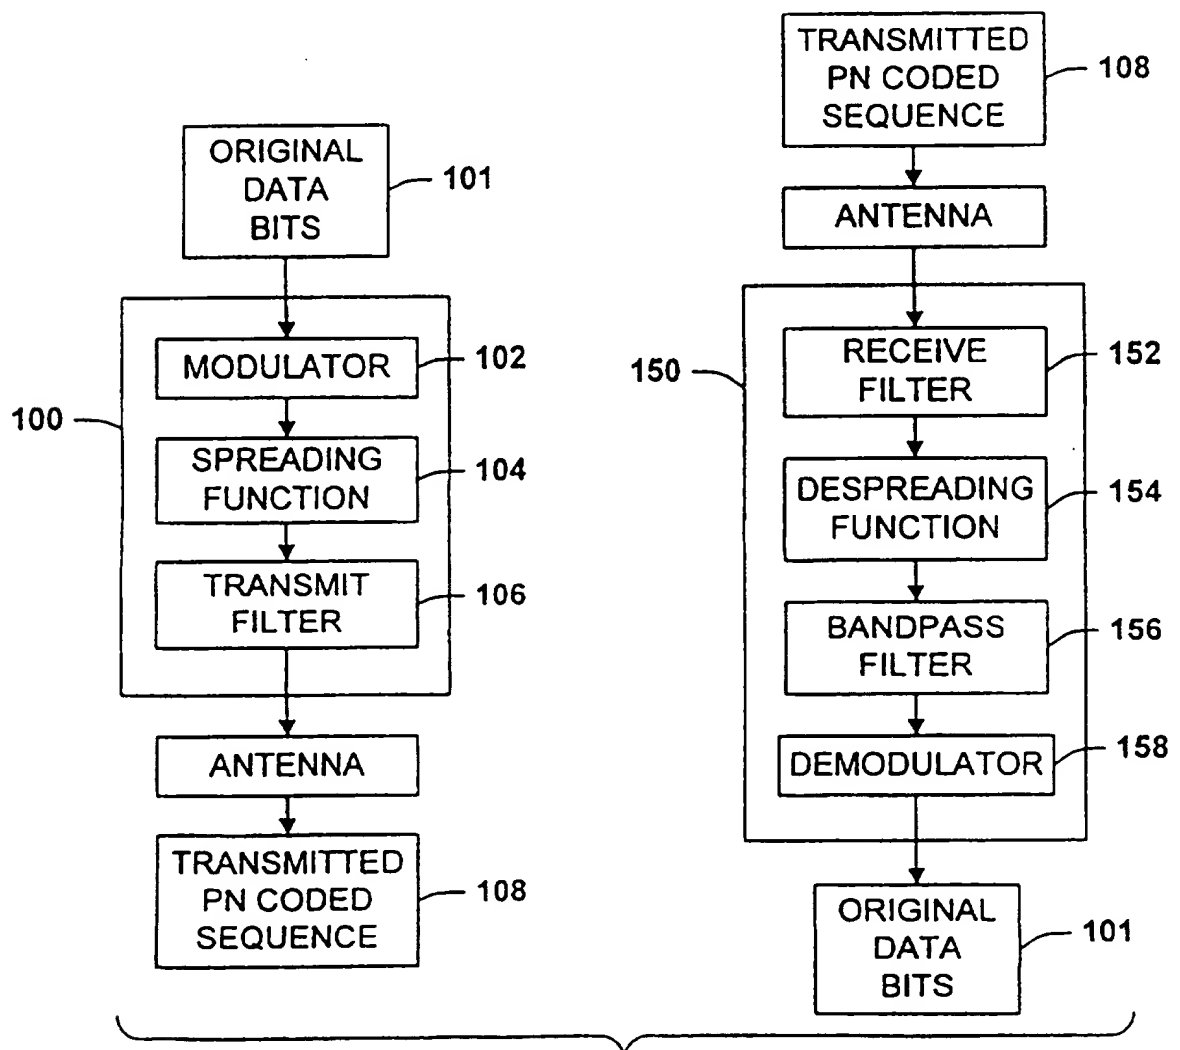 ORIGINAL
DATA
BITS
101
100
MODULATOR
102
SPREADING
FUNCTION
104
TRANSMIT
FILTER
106
ANTENNA
TRANSMITTED
PN CODED
SEQUENCE
108
TRANSMITTED
PN CODED
SEQUENCE
108
ANTENNA
150
RECEIVE
FILTER
152
DESPREADING
FUNCTION
154
BANDPASS
FILTER
156
DEMODULATOR
158
ORIGINAL
DATA
BITS
101